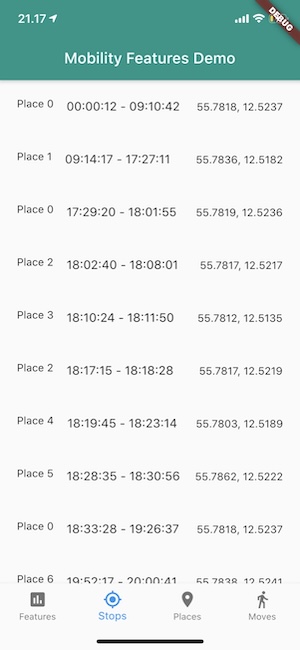 21.17
DEBUG
Mobility Features Demo
Place 0 00:00:12 - 09:10:42 55.7818, 12.5237
Place 1 09:14:17 - 17:27:11 55.7836, 12.5182
Place 0 17:29:20 - 18:01:55 55.7819, 12.5236
Place 2 18:02:40 - 18:08:01 55.7817, 12.5217
Place 3 18:10:24 - 18:11:50 55.7812, 12.5135
Place 2 18:17:15 - 18:18:28 55.7817, 12.5219
Place 4 18:19:45 - 18:23:14 55.7803, 12.5189
Place 5 18:28:35 - 18:30:56 55.7862, 12.5222
Place 0 18:33:28 - 19:26:37 55.7818, 12.5237
Place 6 19:52:17 - 20:00:41 55.7838, 12.5241
Features Stops Places Moves